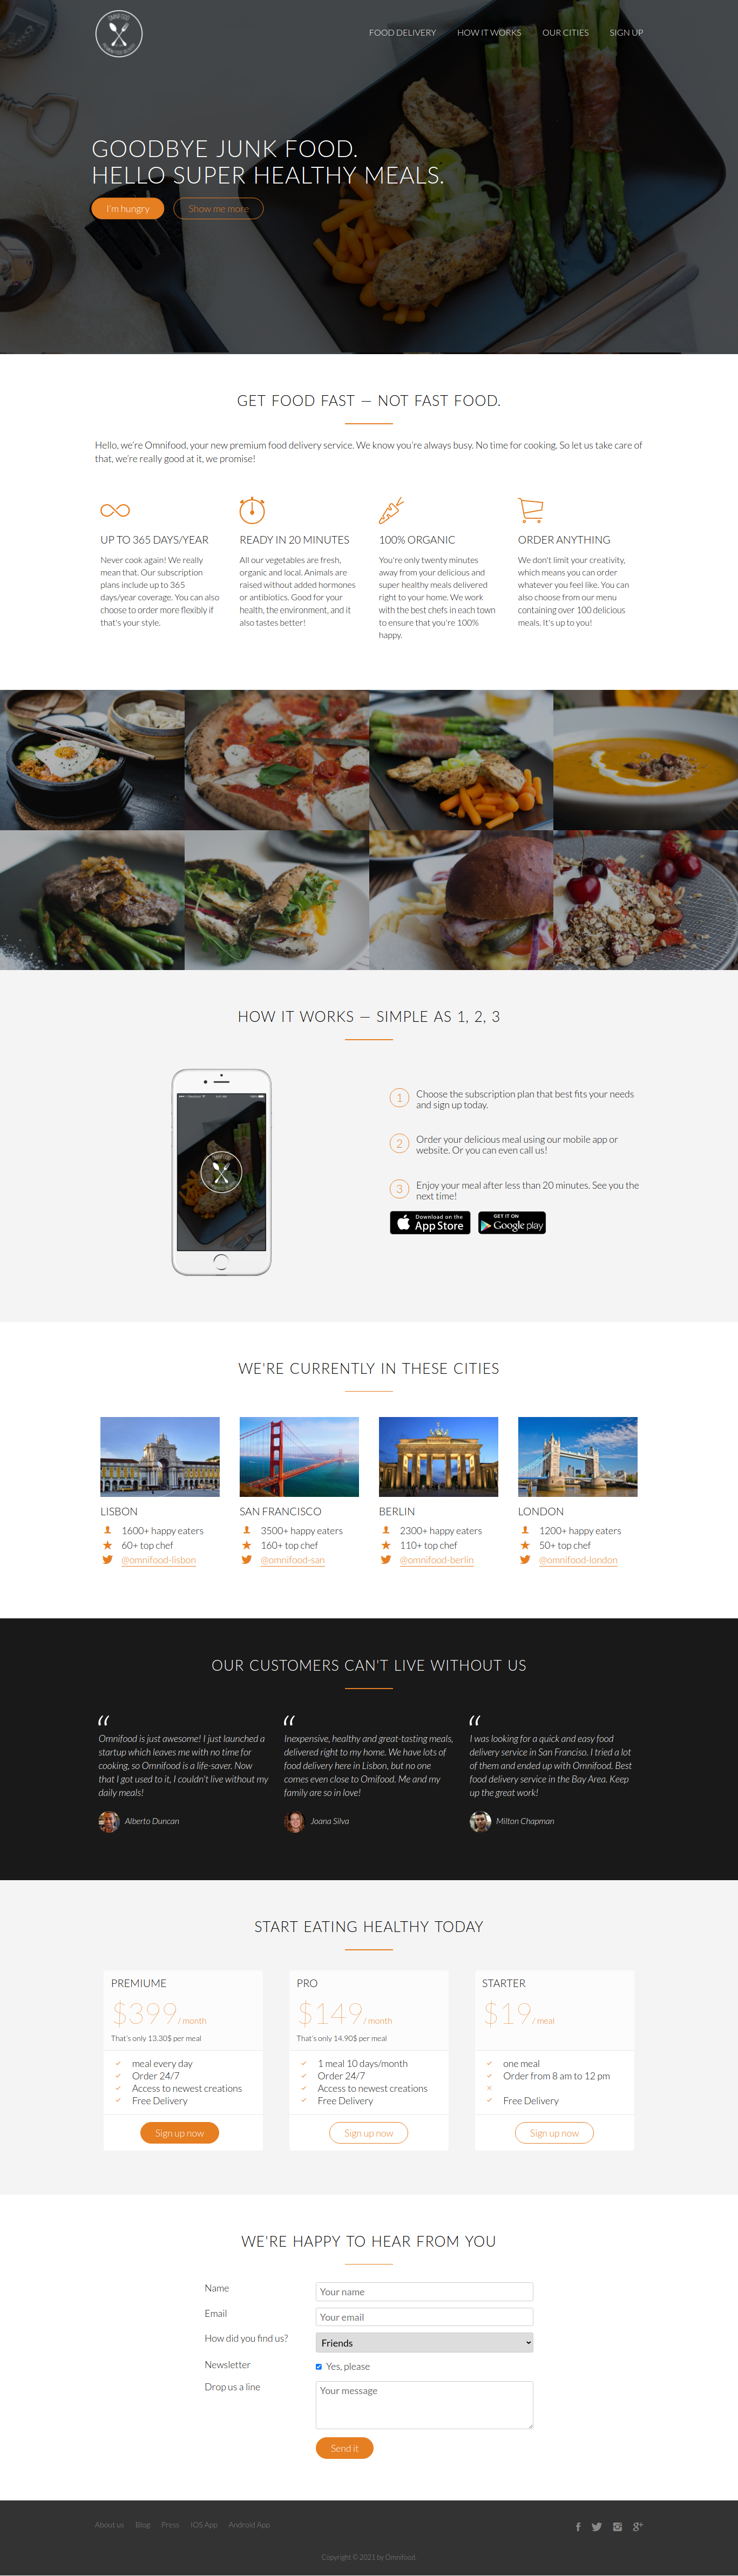 OMNIFOOD
FOOD DELIVERY
HOW IT WORKS
OUR CITIES
SIGN UP
GOODBYE JUNK FOOD.
HELLO SUPER HEALTHY MEALS.
I'm hungry
Show me more
GET FOOD FAST — NOT FAST FOOD.
Hello, we're Omnifood, your new premium food delivery service. We know you're always busy. No time for cooking. So let us take care of
that, we're really good at it, we promise!
UP TO 365 DAYS/YEAR
Never cook again! We really
mean that. Our subscription
plans include up to 365
days/year coverage. You can also
choose to order more flexibly if
that's your style.
READY IN 20 MINUTES
All our vegetables are fresh,
organic and local. Animals are
raised without added hormones
or antibiotics. Good for your
health, the environment, and it
also tastes better!
100% ORGANIC
You're only twenty minutes
away from your delicious and
super healthy meals delivered
right to your home. We work
with the best chefs in each town
to ensure that you're 100%
happy.
ORDER ANYTHING
We don't limit your creativity,
which means you can order
whatever you feel like. You can
also choose from our menu
containing over 100 delicious
meals. It's up to you!
HOW IT WORKS — SIMPLE AS 1, 2, 3
1
Choose the subscription plan that best fits your needs
and sign up today.
2
Order your delicious meal using our mobile app or
website. Or you can even call us!
3
Enjoy your meal after less than 20 minutes. See you the
next time!
Download on the
App Store
GET IT ON
Google play
WE'RE CURRENTLY IN THESE CITIES
LISBON
1600+ happy eaters
60+ top chef
@omnifood-lisbon
SAN FRANCISCO
3500+ happy eaters
160+ top chef
@omnifood-san
BERLIN
2300+ happy eaters
110+ top chef
@omnifood-berlin
LONDON
1200+ happy eaters
50+ top chef
@omnifood-london
OUR CUSTOMERS CAN'T LIVE WITHOUT US
“
Omnifood is just awesome! I just launched a
startup which leaves me with no time for
cooking, so Omnifood is a life-saver. Now
that I got used to it, I couldn't live without my
daily meals!
Alberto Duncan
“
Inexpensive, healthy and great-tasting meals,
delivered right to my home. We have lots of
food delivery here in Lisbon, but no one
comes even close to Omifood. Me and my
family are so in love!
Joana Silva
“
I was looking for a quick and easy food
delivery service in San Franciso. I tried a lot
of them and ended up with Omnifood. Best
food delivery service in the Bay Area. Keep
up the great work!
Milton Chapman
START EATING HEALTHY TODAY
PREMIUME
$399 / month
That's only 13.30$ per meal
meal every day
Order 24/7
Access to newest creations
Free Delivery
Sign up now
PRO
$149 / month
That's only 14.90$ per meal
1 meal 10 days/month
Order 24/7
Access to newest creations
Free Delivery
Sign up now
STARTER
$19 / meal
one meal
Order from 8 am to 12 pm
Free Delivery
Sign up now
WE'RE HAPPY TO HEAR FROM YOU
Name
Your name
Email
Your email
How did you find us?
Friends
Newsletter
Yes, please
Drop us a line
Your message
Send it
About us
Blog
Press
IOS App
Android App
Copyright © 2021 by Omnifood.